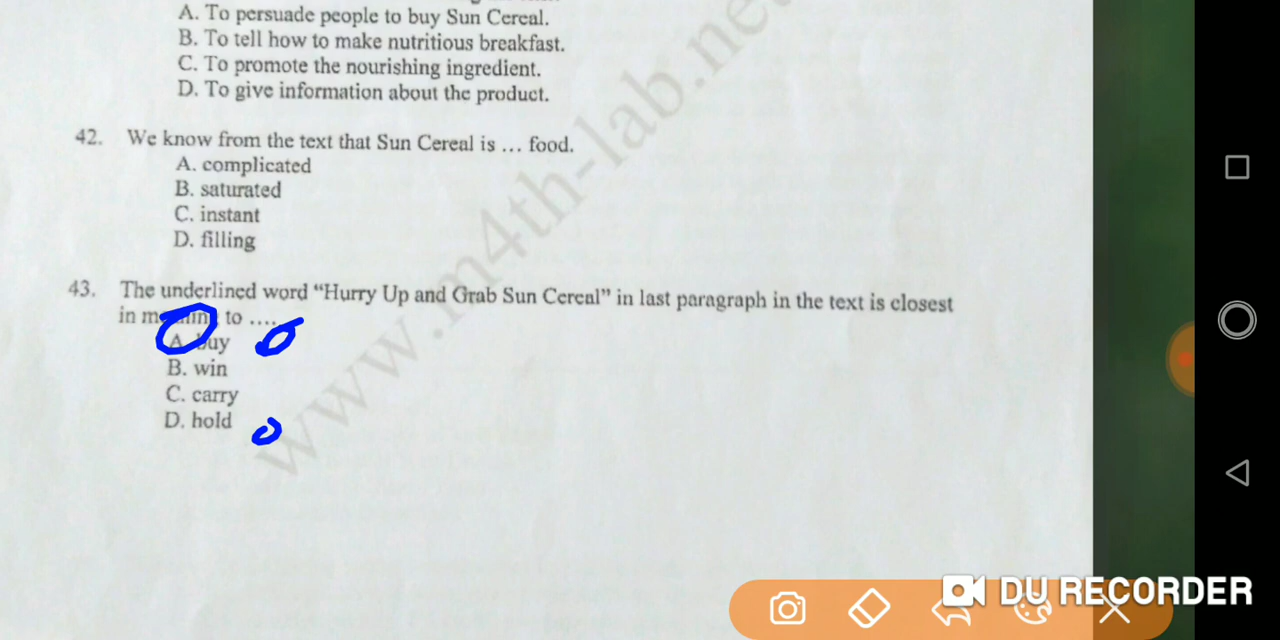 A. To persuade people to buy Sun Cereal.
B. To tell how to make nutritious breakfast.
C. To promote the nourishing ingredient.
D. To give information about the product.
42. We know from the text that Sun Cereal is ... food.
A. complicated
B. saturated
C. instant
D. filling
43. The underlined word "Hurry Up and Grab Sun Cereal" in last paragraph in the text is closest
in to ....
A. buy
B. win
C. carry
D. hold
www.m4th-lab.net
DU RECORDER